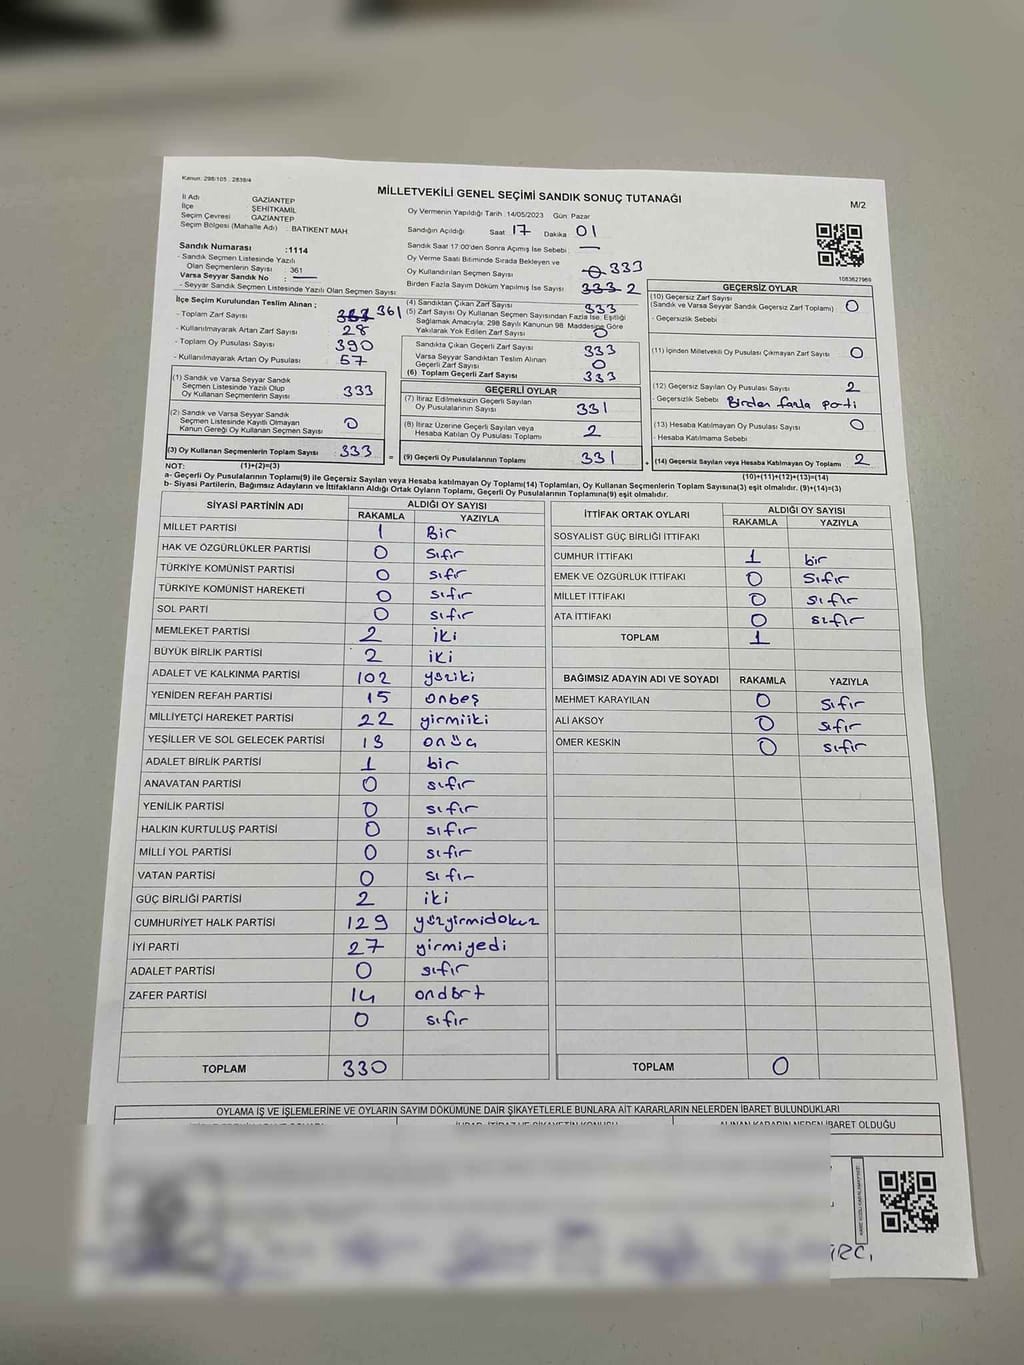 Kanun: 298/105 - 2839/4
MİLLETVEKİLİ GENEL SEÇİMİ SANDIK SONUÇ TUTANAĞI
M/2
İl Adı GAZİANTEP
İlçe ŞEHİTKAMİL
Seçim Çevresi GAZİANTEP
Seçim Bölgesi (Mahalle Adı) : BATIKENT MAH
Sandık Numarası :1114
- Sandık Seçmen Listesinde Yazılı
Olan Seçmenlerin Sayısı : 361
Varsa Seyyar Sandık No :
- Seyyar Sandık Seçmen Listesinde Yazılı Olan Seçmen Sayısı
Oy Vermenin Yapıldığı Tarih : 14/05/2023 Gün: Pazar
Sandığın Açıldığı Saat 17 Dakika 01
Sandık Saat 17:00'den Sonra Açılmış İse Sebebi : —
Oy Verme Saati Bitiminde Sırada Bekleyen ve
Oy Kullandırılan Seçmen Sayısı 333
Birden Fazla Sayım Döküm Yapılmış İse Sayısı 333 2
1083627969
İlçe Seçim Kurulundan Teslim Alınan ;
- Toplam Zarf Sayısı 361
- Kullanılmayarak Artan Zarf Sayısı 28
- Toplam Oy Pusulası Sayısı 390
- Kullanılmayarak Artan Oy Pusulası 57
(1) Sandık ve Varsa Seyyar Sandık
Seçmen Listesinde Yazılı Olup
Oy Kullanan Seçmenlerin Sayısı 333
(2) Sandık ve Varsa Seyyar Sandık
Seçmen Listesinde Kayıtlı Olmayan
Kanun Gereği Oy Kullanan Seçmen Sayısı 0
(3) Oy Kullanan Seçmenlerin Toplam Sayısı 333
(4) Sandıktan Çıkan Zarf Sayısı 333
(5) Zarf Sayısı Oy Kullanan Seçmen Sayısından Fazla İse; Eşitliği
Sağlamak Amacıyla; 298 Sayılı Kanunun 98. Maddesine Göre
Yakılarak Yok Edilen Zarf Sayısı 0
Sandıkta Çıkan Geçerli Zarf Sayısı 333
Varsa Seyyar Sandıktan Teslim Alınan
Geçerli Zarf Sayısı 0
(6) Toplam Geçerli Zarf Sayısı 333
GEÇERLİ OYLAR
(7) İtiraz Edilmeksizin Geçerli Sayılan
Oy Pusulalarının Sayısı 331
(8) İtiraz Üzerine Geçerli Sayılan veya
Hesaba Katılan Oy Pusulası Toplamı 2
= (9) Geçerli Oy Pusulalarının Toplamı 331
GEÇERSİZ OYLAR
(10) Geçersiz Zarf Sayısı
(Sandık ve Varsa Seyyar Sandık Geçersiz Zarf Toplamı) 0
- Geçersizlik Sebebi
(11) İçinden Milletvekili Oy Pusulası Çıkmayan Zarf Sayısı 0
(12) Geçersiz Sayılan Oy Pusulası Sayısı 2
- Geçersizlik Sebebi Birden fazla parti
(13) Hesaba Katılmayan Oy Pusulası Sayısı 0
- Hesaba Katılmama Sebebi
+ (14) Geçersiz Sayılan veya Hesaba Katılmayan Oy Toplamı 2
NOT: (1)+(2)=(3)
(10)+(11)+(12)+(13)=(14)
a- Geçerli Oy Pusulaları Toplamı(9) ile Geçersiz Sayılan veya Hesaba katılmayan Oy Toplamı(14) Toplamları, Oy Kullanan Seçmenlerin Toplam Sayısına(3) eşit olmalıdır. (9)+(14)=(3)
b- Siyasi Partilerin, Bağımsız Adayların ve İttifakların Aldığı Ortak Oyların Toplamı, Geçerli Oy Pusulalarının Toplamına(9) eşit olmalıdır.
SİYASİ PARTİNİN ADI ALDIĞI OY SAYISI
RAKAMLA YAZIYLA
MİLLET PARTİSİ 1 Bir
HAK VE ÖZGÜRLÜKLER PARTİSİ 0 Sıfır
TÜRKİYE KOMÜNİST PARTİSİ 0 sıfır
TÜRKİYE KOMÜNİST HAREKETİ 0 sıfır
SOL PARTİ 0 sıfır
MEMLEKET PARTİSİ 2 iki
BÜYÜK BİRLİK PARTİSİ 2 iki
ADALET VE KALKINMA PARTİSİ 102 yüziki
YENİDEN REFAH PARTİSİ 15 onbeş
MİLLİYETÇİ HAREKET PARTİSİ 22 yirmiiki
YEŞİLLER VE SOL GELECEK PARTİSİ 13 onüç
ADALET BİRLİK PARTİSİ 1 bir
ANAVATAN PARTİSİ 0 sıfır
YENİLİK PARTİSİ 0 sıfır
HALKIN KURTULUŞ PARTİSİ 0 sıfır
MİLLİ YOL PARTİSİ 0 sıfır
VATAN PARTİSİ 0 sıfır
GÜÇ BİRLİĞİ PARTİSİ 2 iki
CUMHURİYET HALK PARTİSİ 129 yüzyirmidokuz
İYİ PARTİ 27 yirmiyedi
ADALET PARTİSİ 0 sıfır
ZAFER PARTİSİ 14 ondört
0 sıfır
TOPLAM 330
İTTİFAK ORTAK OYLARI ALDIĞI OY SAYISI
RAKAMLA YAZIYLA
SOSYALİST GÜÇ BİRLİĞİ İTTİFAKI
CUMHUR İTTİFAKI 1 bir
EMEK VE ÖZGÜRLÜK İTTİFAKI 0 Sıfır
MİLLET İTTİFAKI 0 sıfır
ATA İTTİFAKI 0 sıfır
TOPLAM 1
BAĞIMSIZ ADAYIN ADI VE SOYADI RAKAMLA YAZIYLA
MEHMET KARAYILAN 0 sıfır
ALİ AKSOY 0 sıfır
ÖMER KESKİN 0 sıfır
TOPLAM 0
OYLAMA İŞ VE İŞLEMLERİNE VE OYLARIN SAYIM DÖKÜMÜNE DAİR ŞİKAYETLERLE BUNLARA AİT KARARLARIN NELERDEN İBARET BULUNDUKLARI
ALINAN KARARIN NEDEN İBARET OLDUĞU